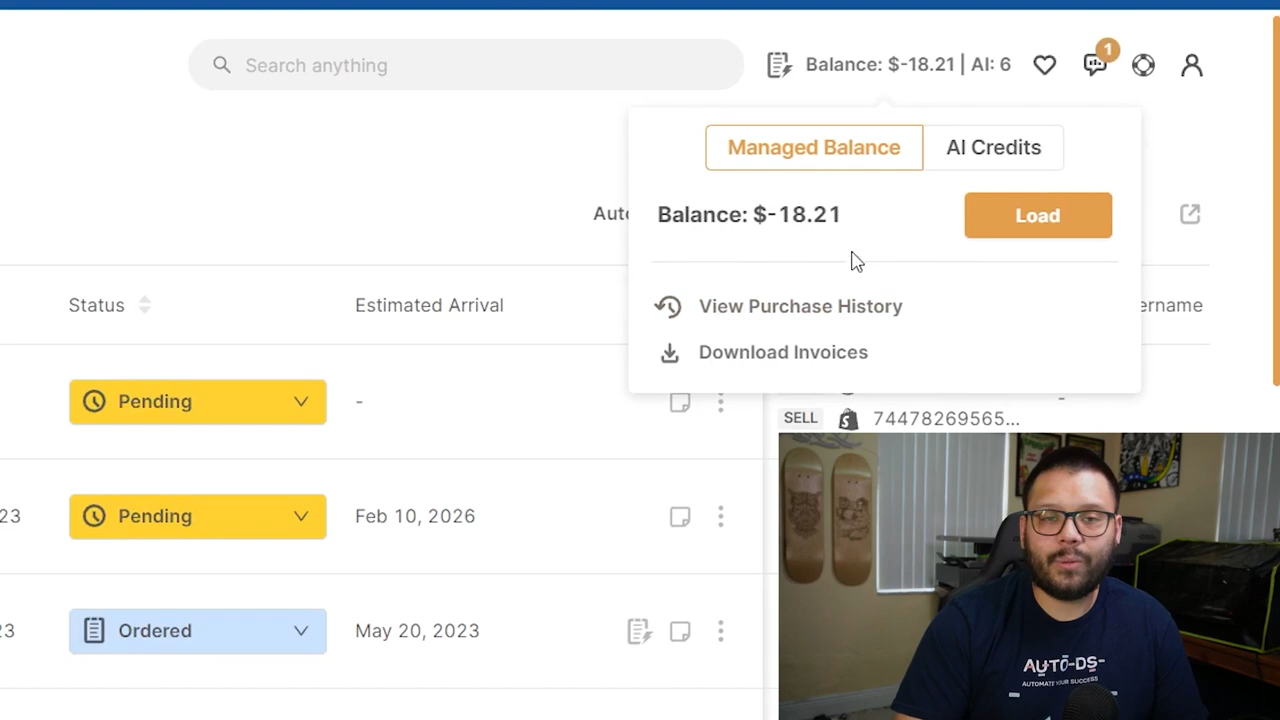 Search anything
Balance: $-18.21 | AI: 6
1
Managed Balance
AI Credits
Balance: $-18.21
Load
View Purchase History
Download Invoices
Auto
Status
Estimated Arrival
ername
Pending
-
-
SELL
74478269565...
23
Pending
Feb 10, 2026
3
Ordered
May 20, 2023
AUTO-DS-
AUTOMATE YOUR SUCCESS